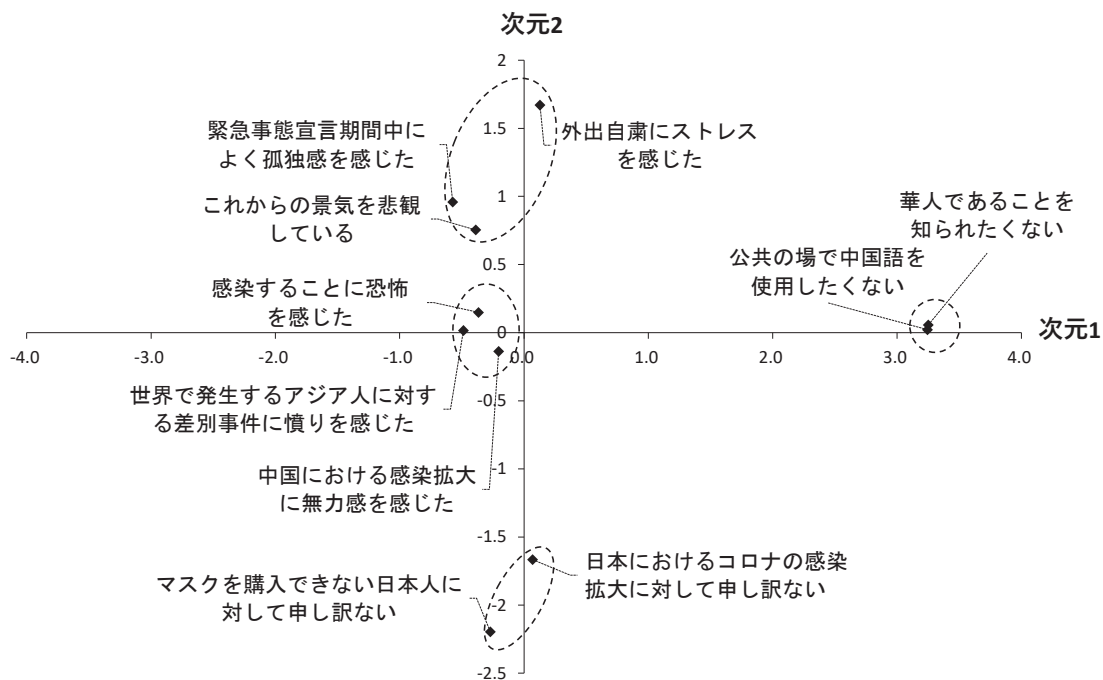 次元2
2
緊急事態宣言期間中に
よく孤独感を感じた
1.5
外出自粛にストレス
を感じた
1
これからの景気を悲観
している
華人であることを
知られたくない
公共の場で中国語を
使用したくない
0.5
感染することに恐怖
を感じた
0
次元1
-4.0
-3.0
-2.0
-1.0
0.0
1.0
2.0
3.0
4.0
世界で発生するアジア人に対す
る差別事件に憤りを感じた
-0.5
中国における感染拡大
に無力感を感じた
-1
-1.5
日本におけるコロナの感染
拡大に対して申し訳ない
マスクを購入できない日本人に
対して申し訳ない
-2
-2.5